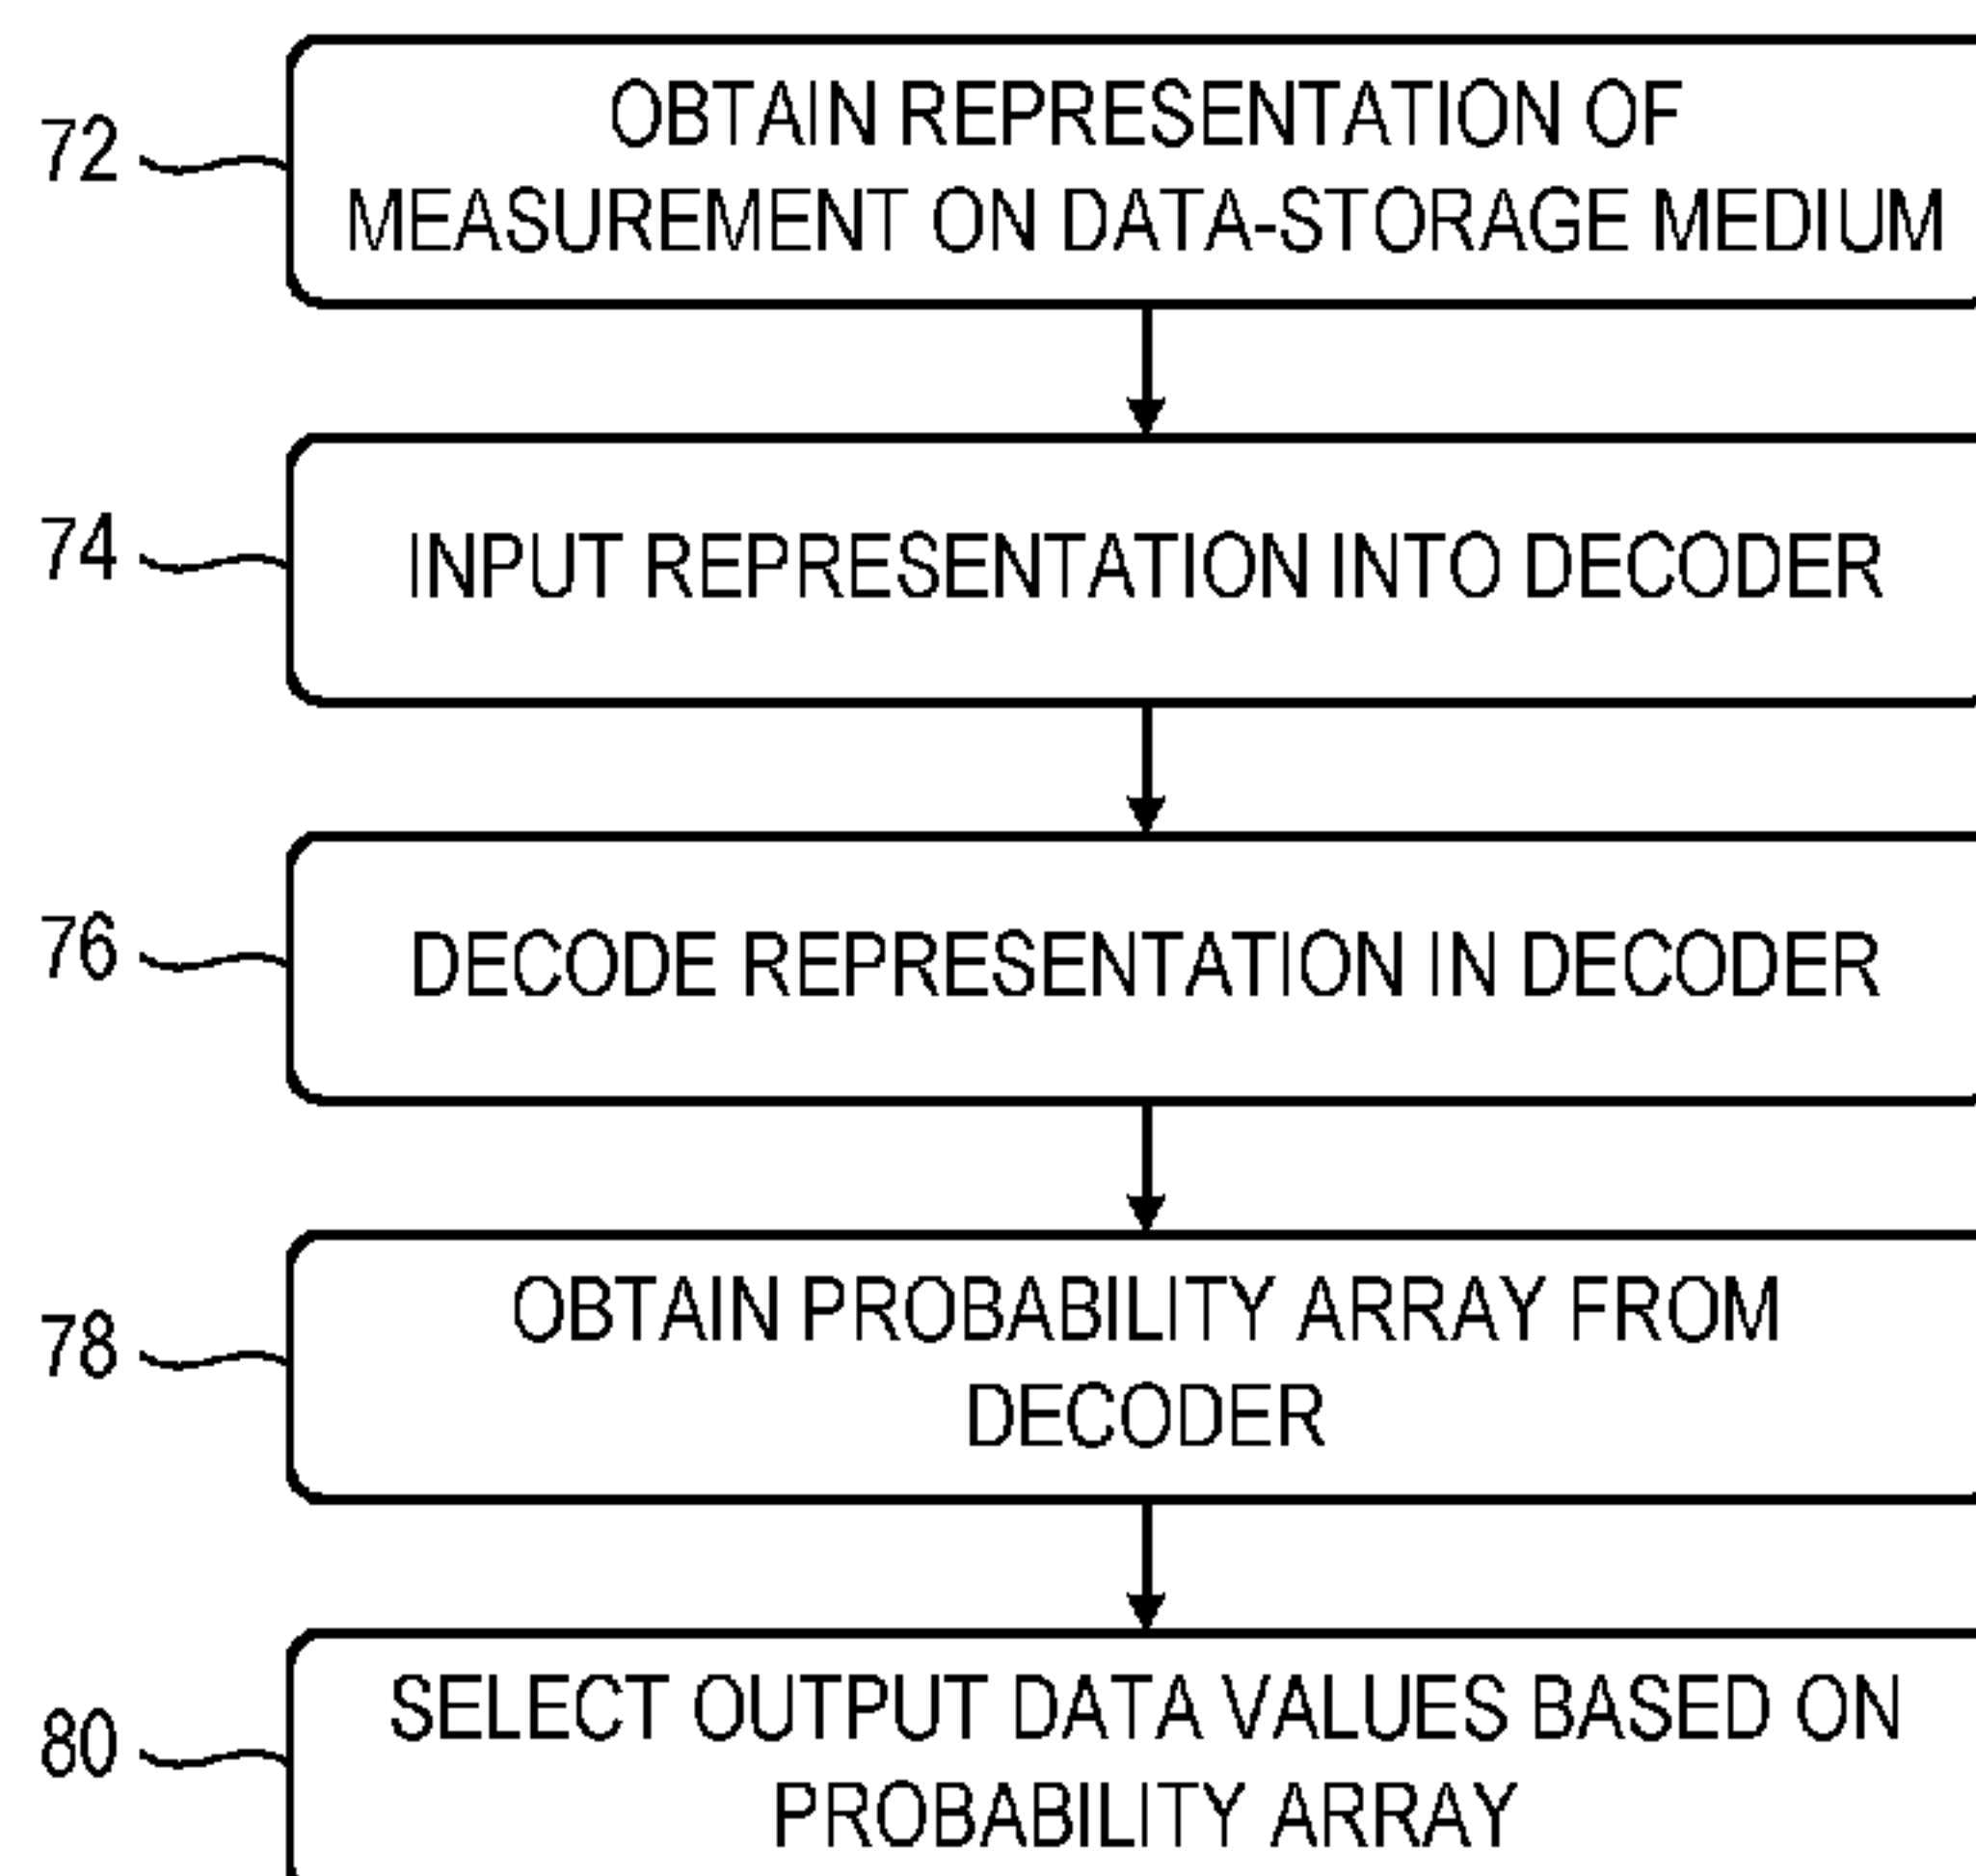 72
OBTAIN REPRESENTATION OF
MEASUREMENT ON DATA-STORAGE MEDIUM
74
INPUT REPRESENTATION INTO DECODER
76
DECODE REPRESENTATION IN DECODER
78
OBTAIN PROBABILITY ARRAY FROM
DECODER
80
SELECT OUTPUT DATA VALUES BASED ON
PROBABILITY ARRAY